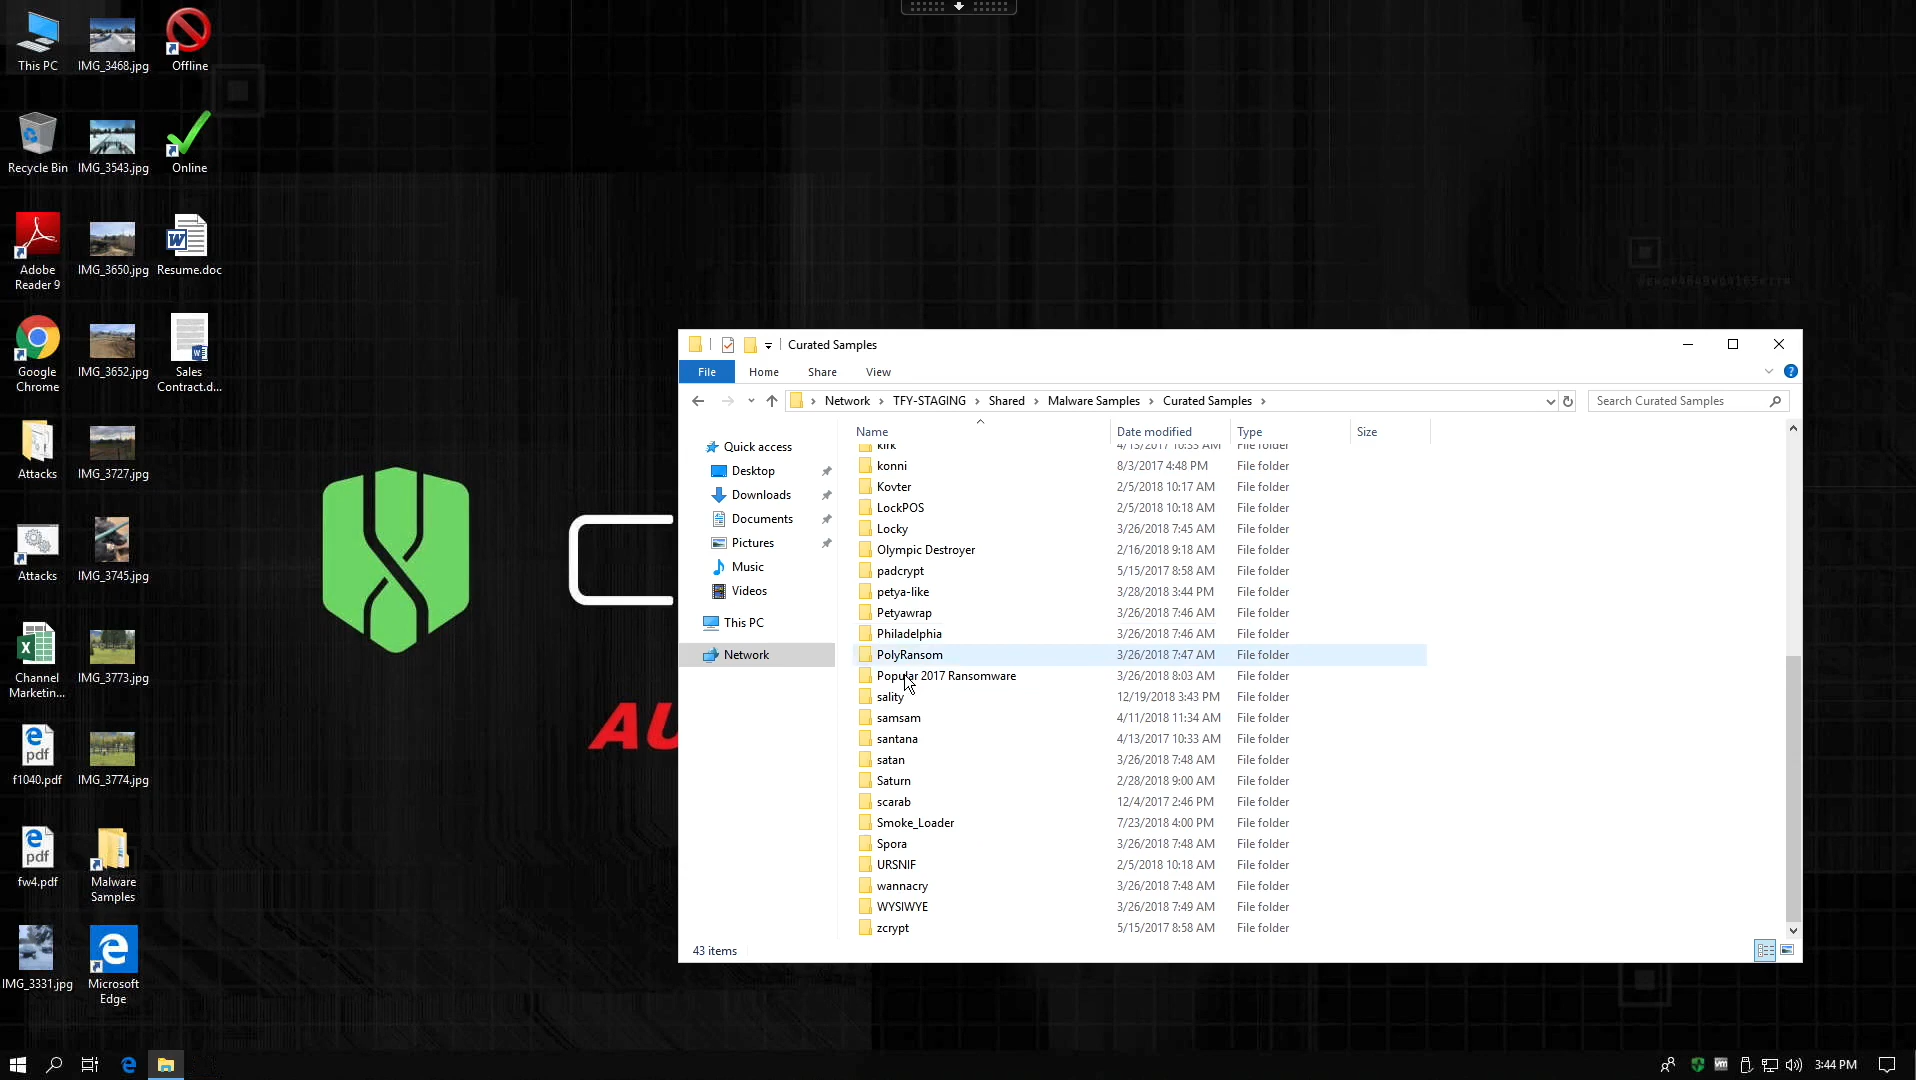 This PC
IMG_3468.jpg
Offline
Recycle Bin
IMG_3543.jpg
Online
Adobe
Reader 9
IMG_3650.jpg
Resume.doc
Google
Chrome
IMG_3652.jpg
Sales
Contract.d...
Attacks
IMG_3727.jpg
Attacks
IMG_3745.jpg
Channel
Marketin...
IMG_3773.jpg
f1040.pdf
IMG_3774.jpg
fw4.pdf
Malware
Samples
IMG_3331.jpg
Microsoft
Edge
AU
Curated Samples
File Home Share View
Network > TFY-STAGING > Shared > Malware Samples > Curated Samples >
Search Curated Samples
Quick access
Desktop
Downloads
Documents
Pictures
Music
Videos
This PC
Network
Name Date modified Type Size
kirk 4/13/2017 10:33 AM File folder
konni 8/3/2017 4:48 PM File folder
Kovter 2/5/2018 10:17 AM File folder
LockPOS 2/5/2018 10:18 AM File folder
Locky 3/26/2018 7:45 AM File folder
Olympic Destroyer 2/16/2018 9:18 AM File folder
padcrypt 5/15/2017 8:58 AM File folder
petya-like 3/28/2018 3:44 PM File folder
Petyawrap 3/26/2018 7:46 AM File folder
Philadelphia 3/26/2018 7:46 AM File folder
PolyRansom 3/26/2018 7:47 AM File folder
Popular 2017 Ransomware 3/26/2018 8:03 AM File folder
sality 12/19/2018 3:43 PM File folder
samsam 4/11/2018 11:34 AM File folder
santana 4/13/2017 10:33 AM File folder
satan 3/26/2018 7:48 AM File folder
Saturn 2/28/2018 9:00 AM File folder
scarab 12/4/2017 2:46 PM File folder
Smoke_Loader 7/23/2018 4:00 PM File folder
Spora 3/26/2018 7:48 AM File folder
URSNIF 2/5/2018 10:18 AM File folder
wannacry 3/26/2018 7:48 AM File folder
WYSIWYE 3/26/2018 7:49 AM File folder
zcrypt 5/15/2017 8:58 AM File folder
43 items
3:44 PM